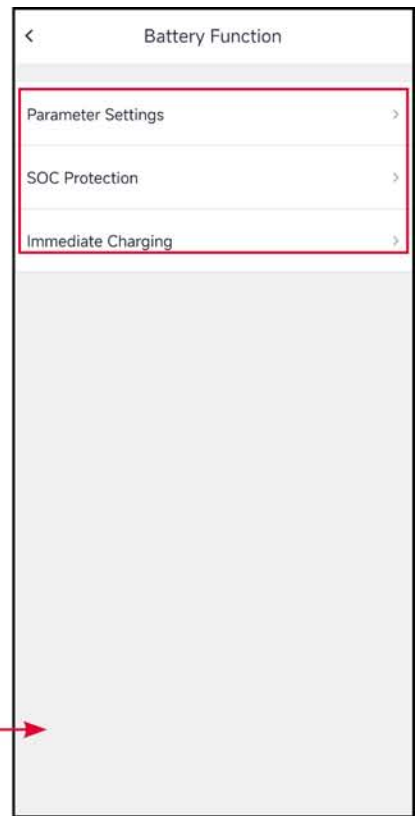 Battery Function
Parameter Settings
SOC Protection
Immediate Charging